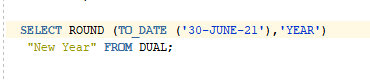 SELECT ROUND (TO_DATE ('30-JUNE-21'),'YEAR')
"New Year" FROM DUAL;